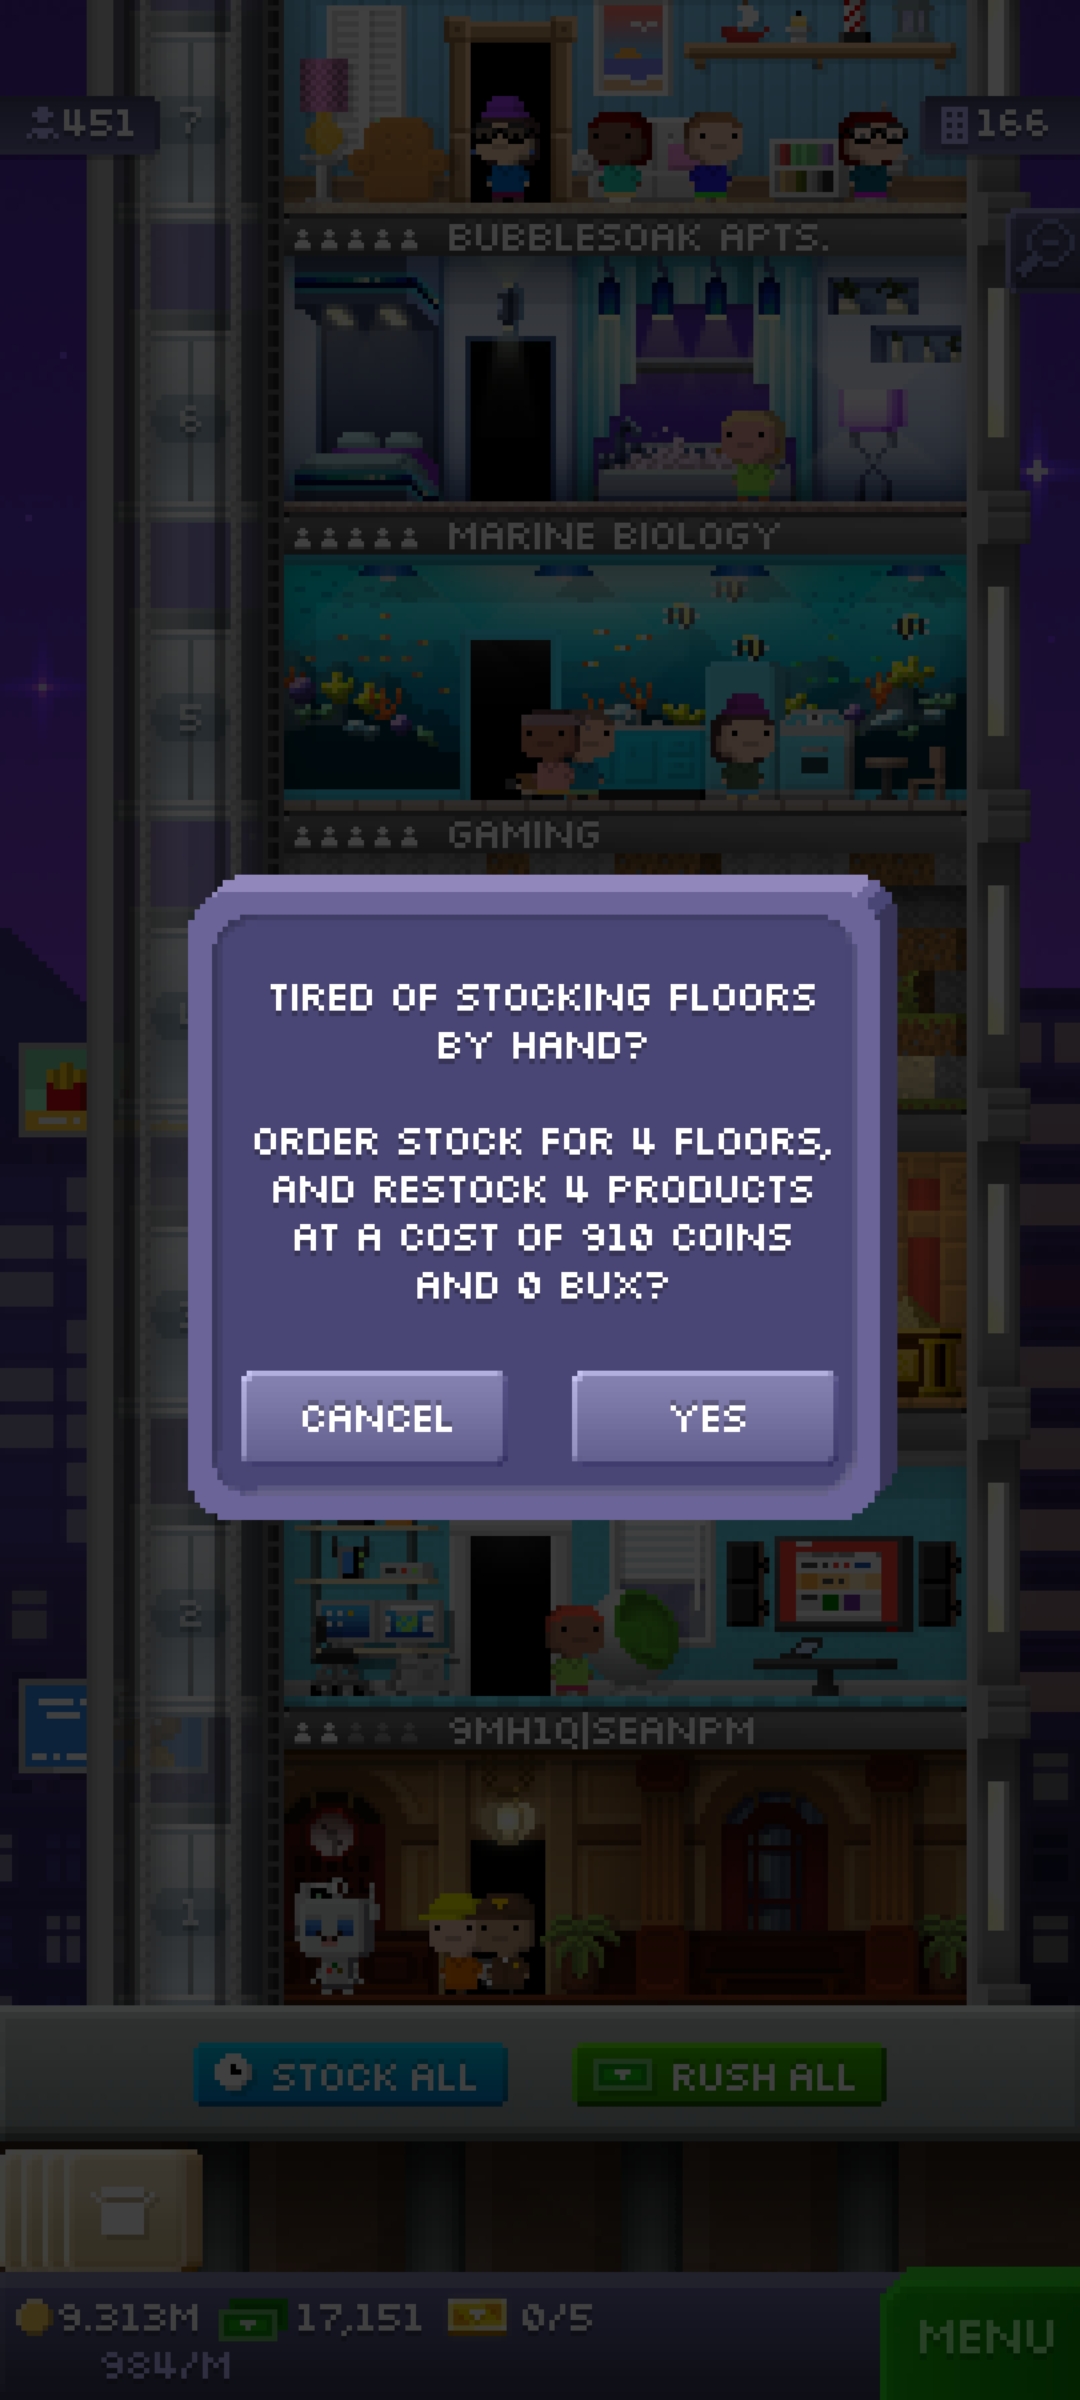 451
7
166
BUBBLESOAK APTS.
6
MARINE BIOLOGY
5
GAMING
TIRED OF STOCKING FLOORS
BY HAND?
ORDER STOCK FOR 4 FLOORS,
AND RESTOCK 4 PRODUCTS
AT A COST OF 910 COINS
AND 0 BUX?
CANCEL
YES
2
9MH1Q|SEANPM
1
STOCK ALL
RUSH ALL
9.313M
17,151
0/5
984/M
MENU